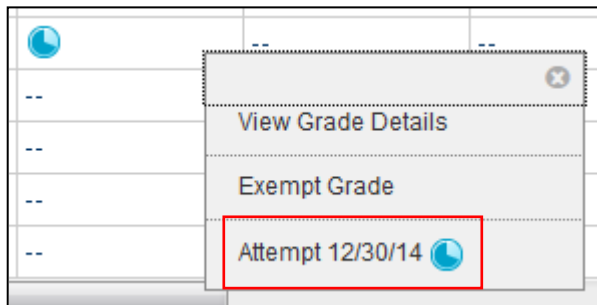 -- --
--
View Grade Details
--
Exempt Grade
--
-- Attempt 12/30/14